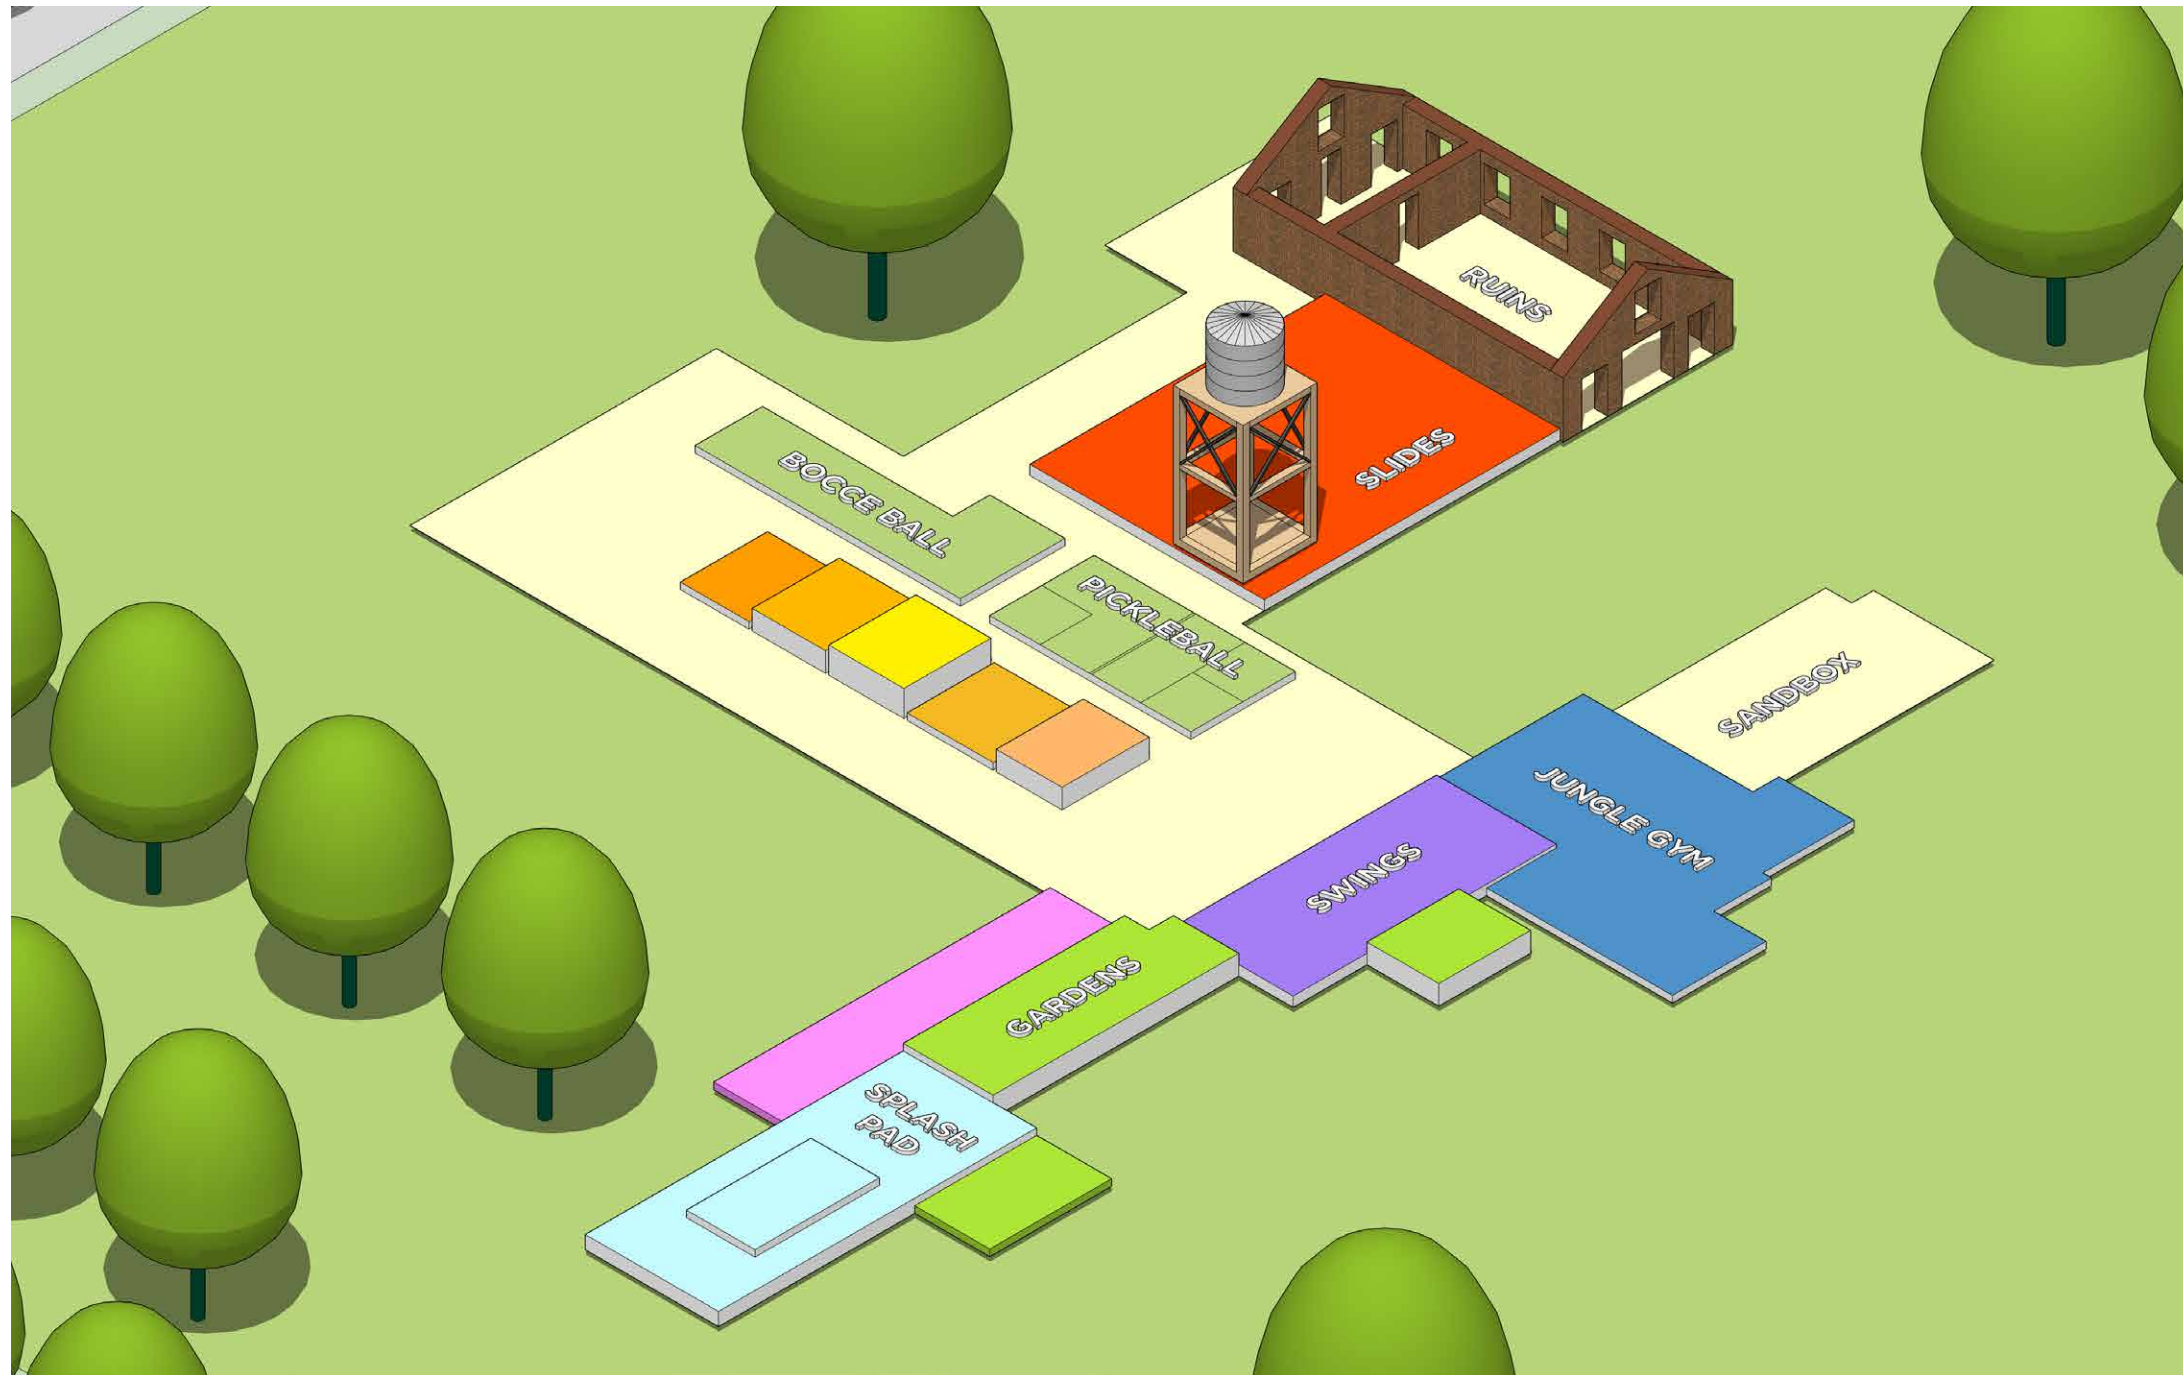 RUINS
SLIDES
BOCCE BALL
PICKLEBALL
SANDBOX
JUNGLE GYM
SWINGS
GARDENS
SPLASH
PAD